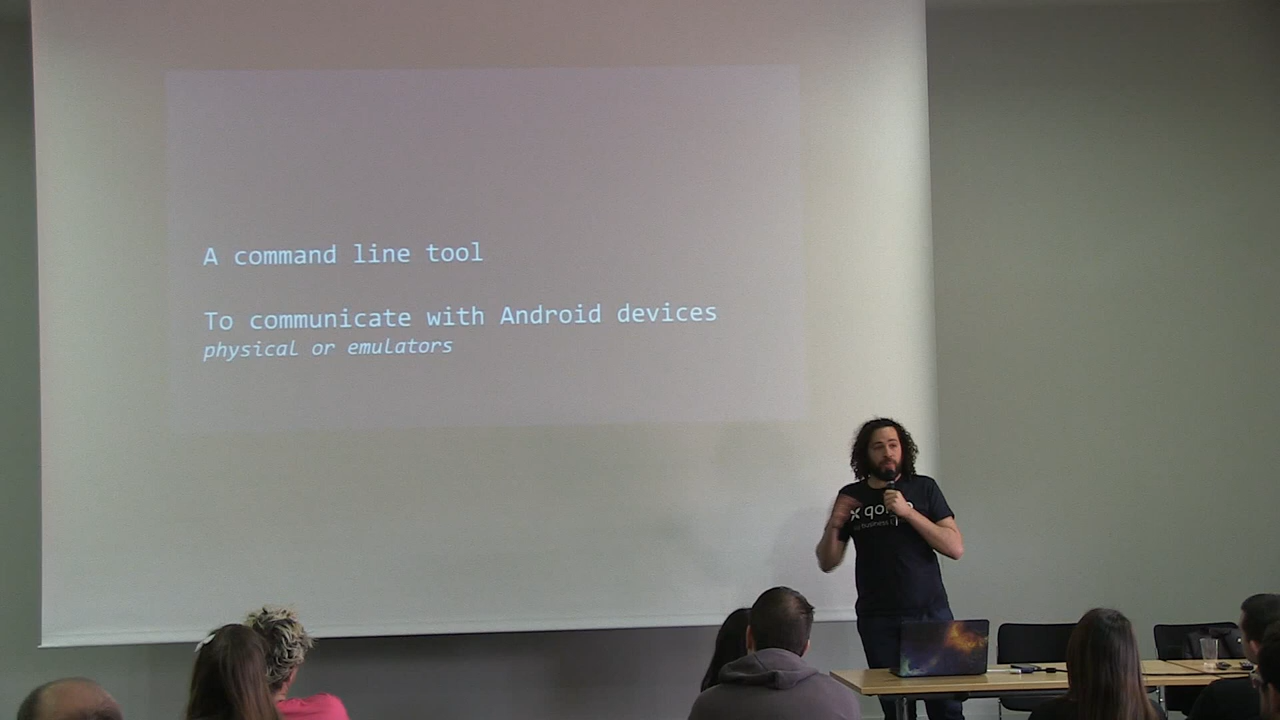 A command line tool
To communicate with Android devices
physical or emulators